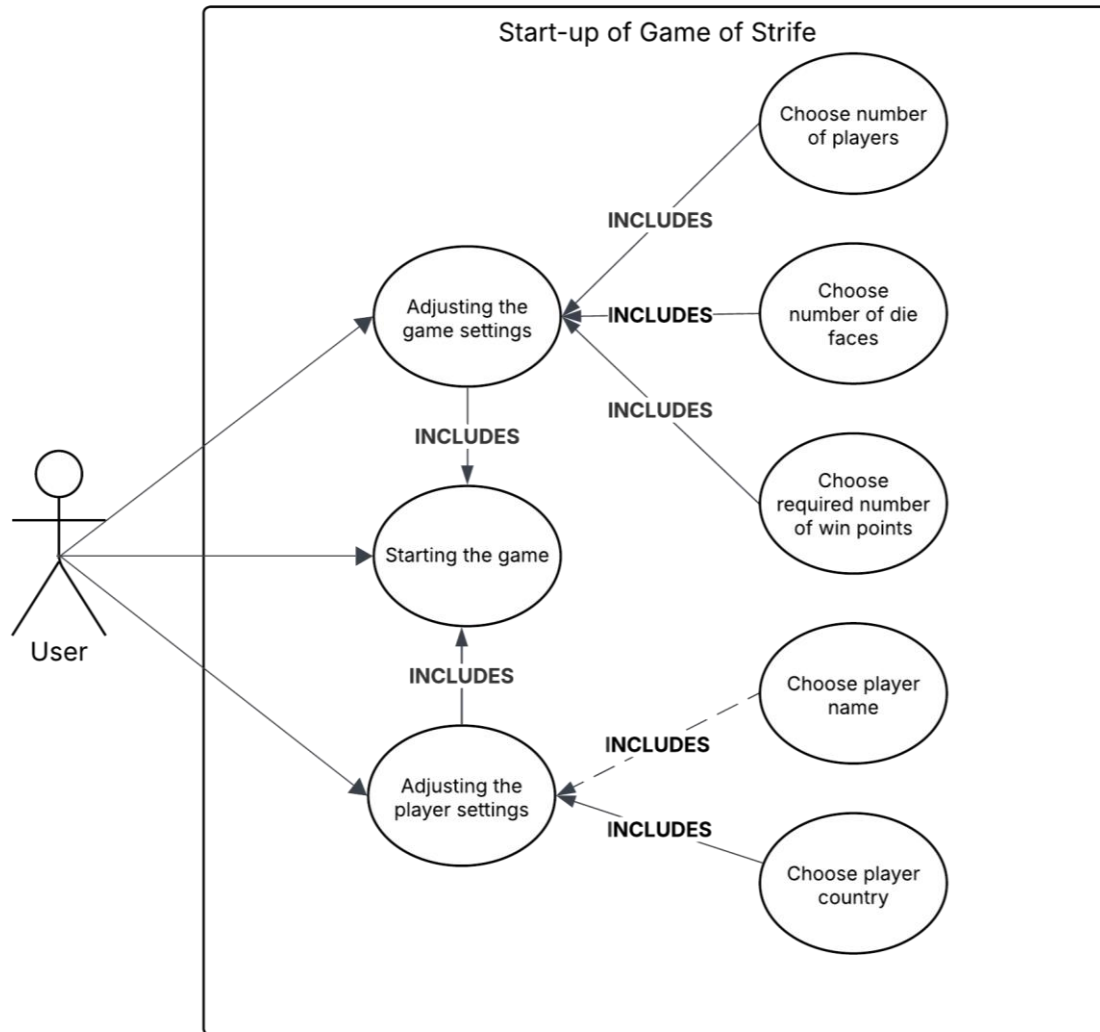 Start-up of Game of Strife
Choose number
of players
INCLUDES
Adjusting the
game settings
INCLUDES
Choose
number of die
faces
INCLUDES
INCLUDES
Choose
required number
of win points
Starting the game
User
INCLUDES
Choose player
name
INCLUDES
Adjusting the
player settings
INCLUDES
Choose player
country